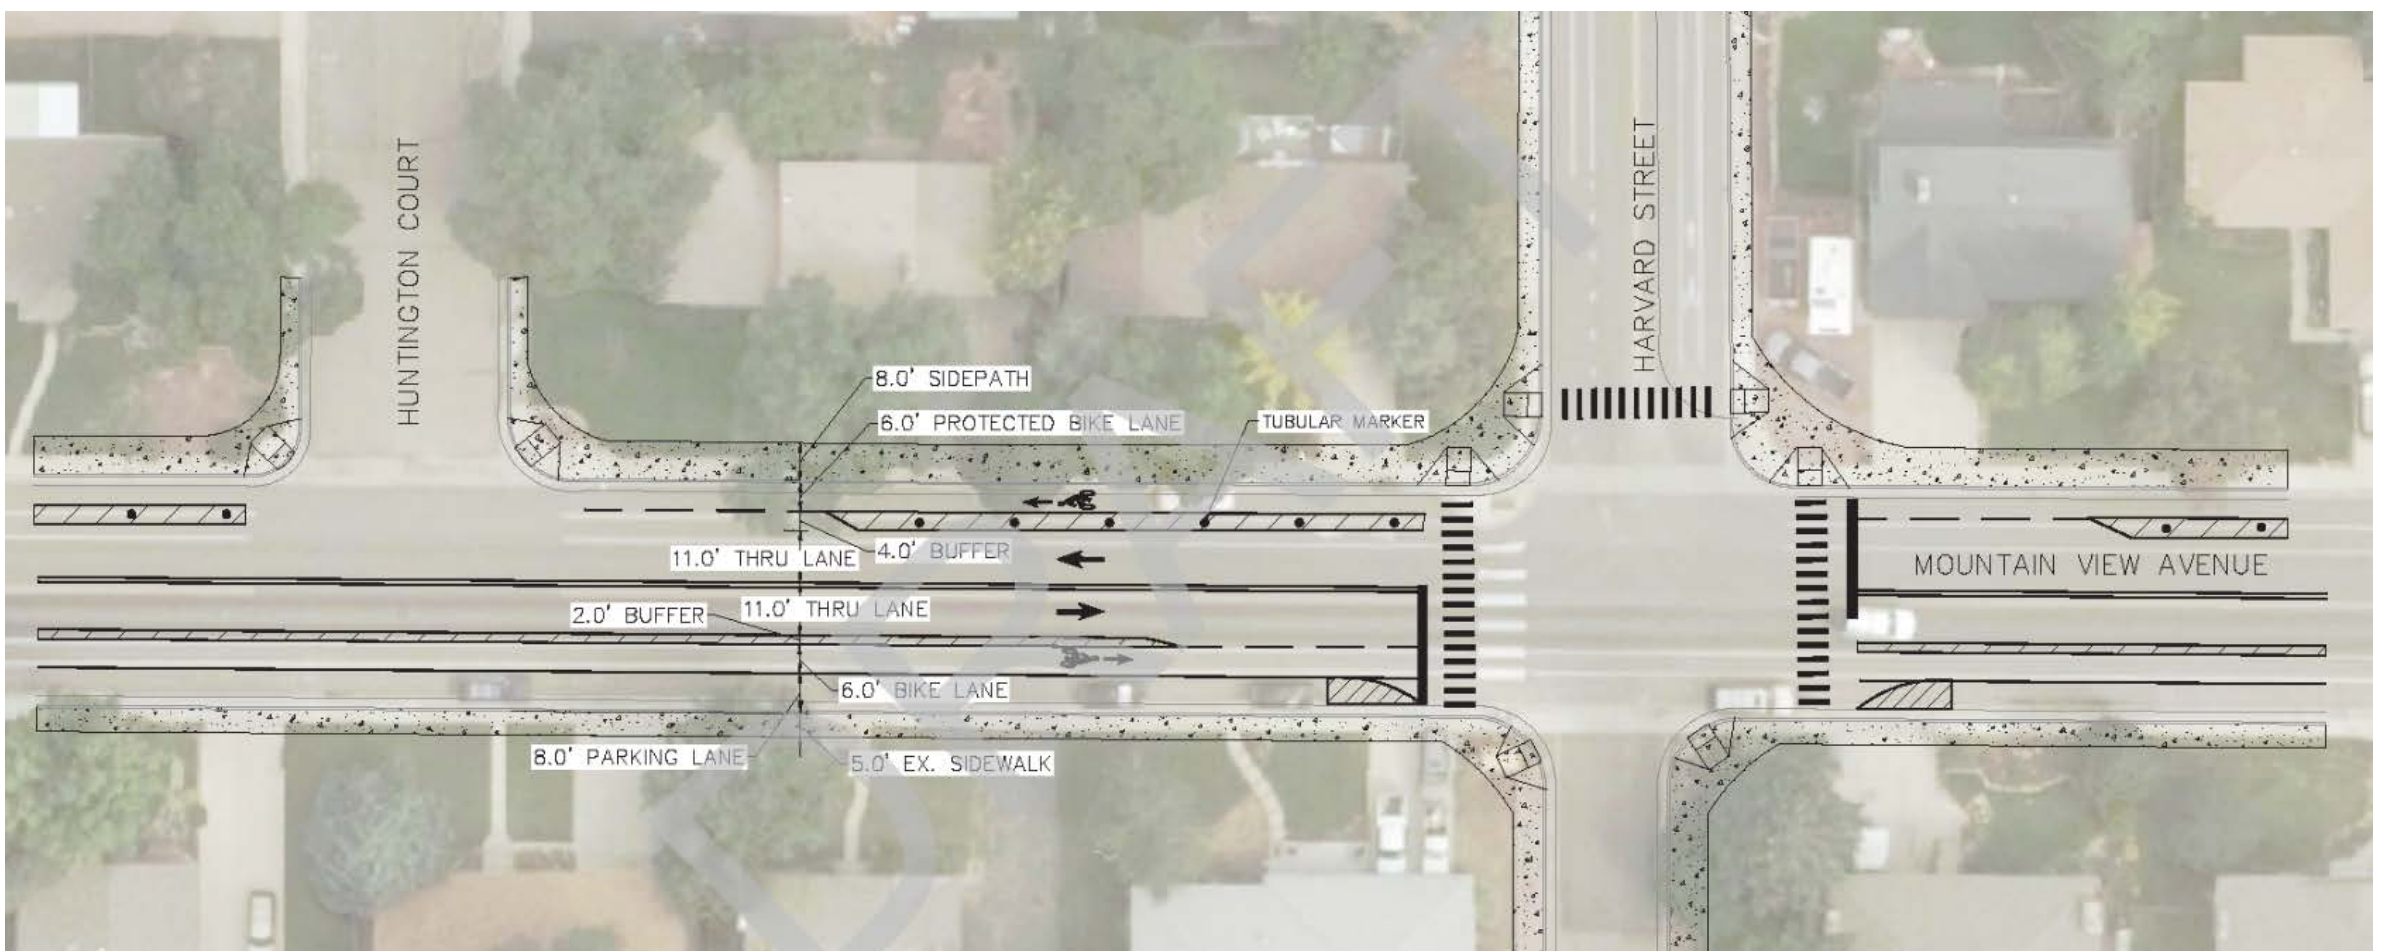 HUNTINGTON COURT
HARVARD STREET
8.0' SIDEPATH
6.0' PROTECTED BIKE LANE
TUBULAR MARKER
4.0' BUFFER
11.0' THRU LANE
MOUNTAIN VIEW AVENUE
2.0' BUFFER
11.0' THRU LANE
6.0' BIKE LANE
8.0' PARKING LANE
5.0' EX. SIDEWALK